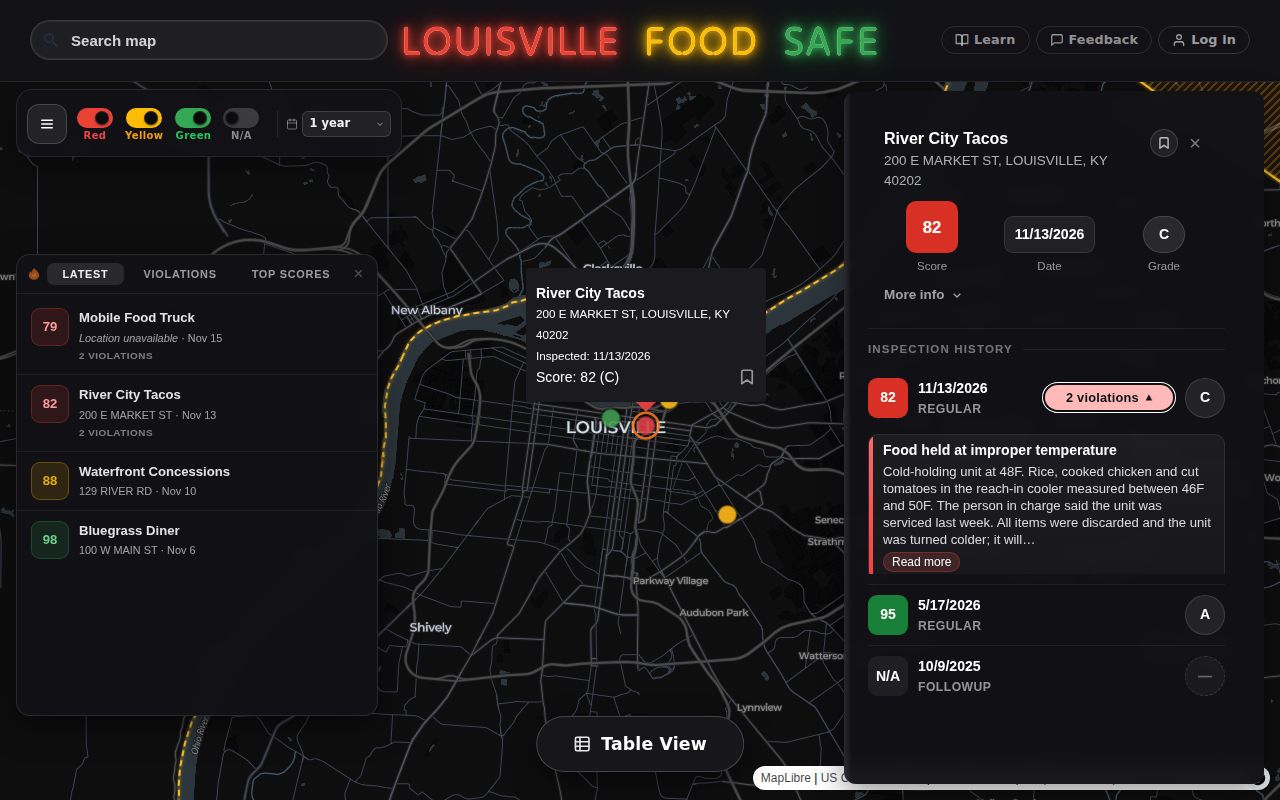 Search map
LOUISVILLE FOOD SAFE
Learn
Feedback
Log In
Red
Yellow
Green
N/A
1 year
LATEST
VIOLATIONS
TOP SCORES
×
79
Mobile Food Truck
Location unavailable · Nov 15
2 VIOLATIONS
82
River City Tacos
200 E MARKET ST · Nov 13
2 VIOLATIONS
88
Waterfront Concessions
129 RIVER RD · Nov 10
98
Bluegrass Diner
100 W MAIN ST · Nov 6
New Albany
River City Tacos
200 E MARKET ST, LOUISVILLE, KY
40202
Inspected: 11/13/2026
Score: 82 (C)
LOUISVILLE
Parkway Village
Audubon Park
Shively
Lynnview
Ohio River
Table View
MapLibre | US
River City Tacos
200 E MARKET ST, LOUISVILLE, KY
40202
×
82
11/13/2026
C
Score
Date
Grade
More info
INSPECTION HISTORY
82
11/13/2026
REGULAR
2 violations ▲
C
Food held at improper temperature
Cold-holding unit at 48F. Rice, cooked chicken and cut
tomatoes in the reach-in cooler measured between 46F
and 50F. The person in charge said the unit was
serviced last week. All items were discarded and the unit
was turned colder; it will…
Read more
95
5/17/2026
REGULAR
A
N/A
10/9/2025
FOLLOWUP
—